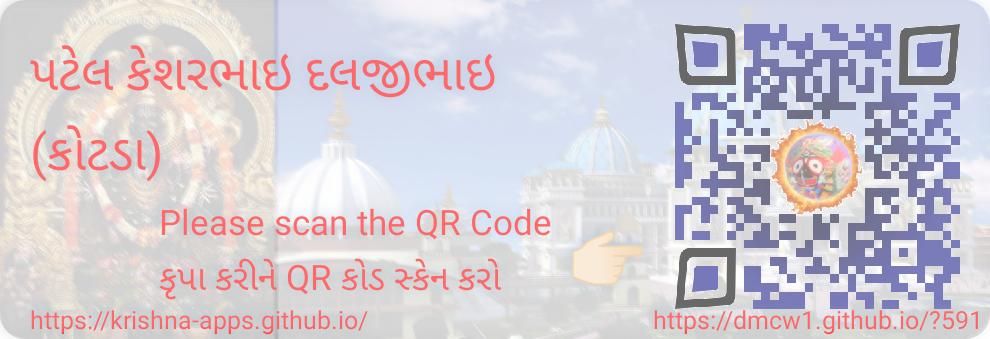 પટેલ કેશરભાઇ દલજીભાઇ
(કોટડા)
Please scan the QR Code
કૃપા કરીને QR કોડ સ્કેન કરો
https://krishna-apps.github.io/
https://dmcw1.github.io/?591